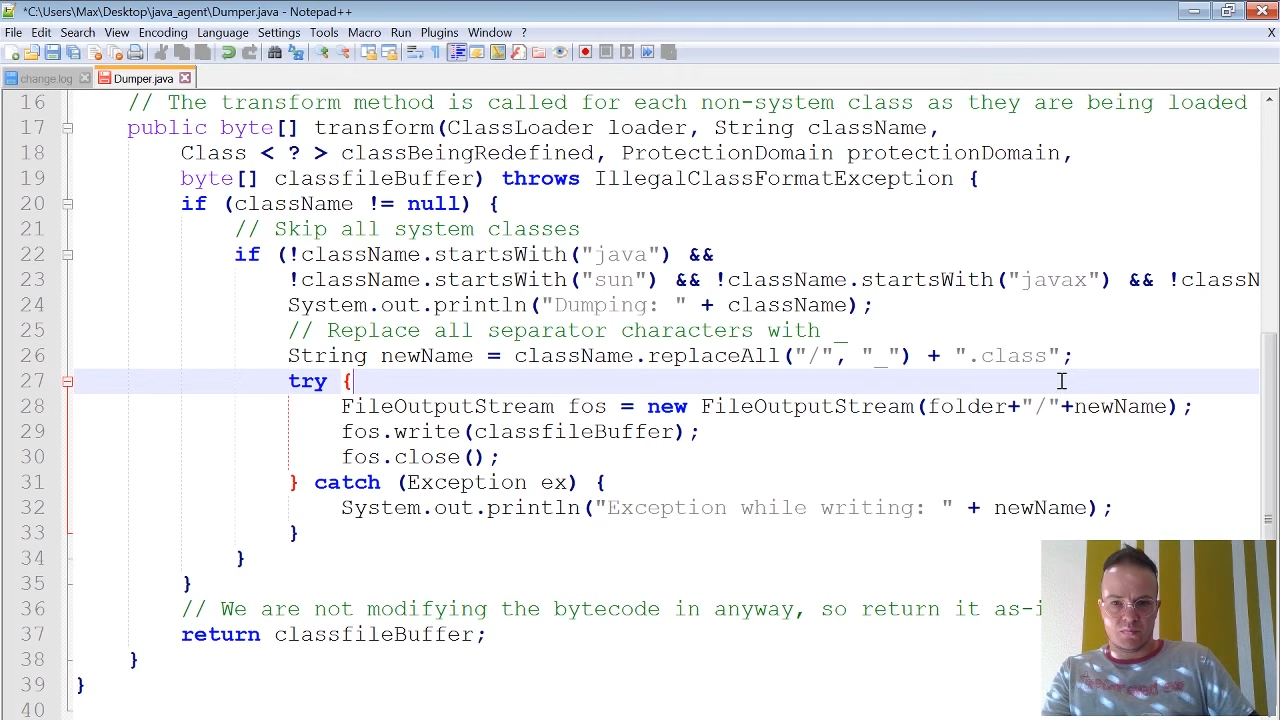 *C:\Users\Max\Desktop\java_agent\Dumper.java - Notepad++
File Edit Search View Encoding Language Settings Tools Macro Run Plugins Window ? X
change.log Dumper.java
16 // The transform method is called for each non-system class as they are being loaded
17 public byte[] transform(ClassLoader loader, String className,
18 Class < ? > classBeingRedefined, ProtectionDomain protectionDomain,
19 byte[] classfileBuffer) throws IllegalClassFormatException {
20 if (className != null) {
21 // Skip all system classes
22 if (!className.startsWith("java") &&
23 !className.startsWith("sun") && !className.startsWith("javax") && !classN
24 System.out.println("Dumping: " + className);
25 // Replace all separator characters with _
26 String newName = className.replaceAll("/", "_") + ".class";
27 try {
28 FileOutputStream fos = new FileOutputStream(folder+"/"+newName);
29 fos.write(classfileBuffer);
30 fos.close();
31 } catch (Exception ex) {
32 System.out.println("Exception while writing: " + newName);
33 }
34 }
35 }
36 // We are not modifying the bytecode in anyway, so return it as-i
37 return classfileBuffer;
38 }
39 }
40